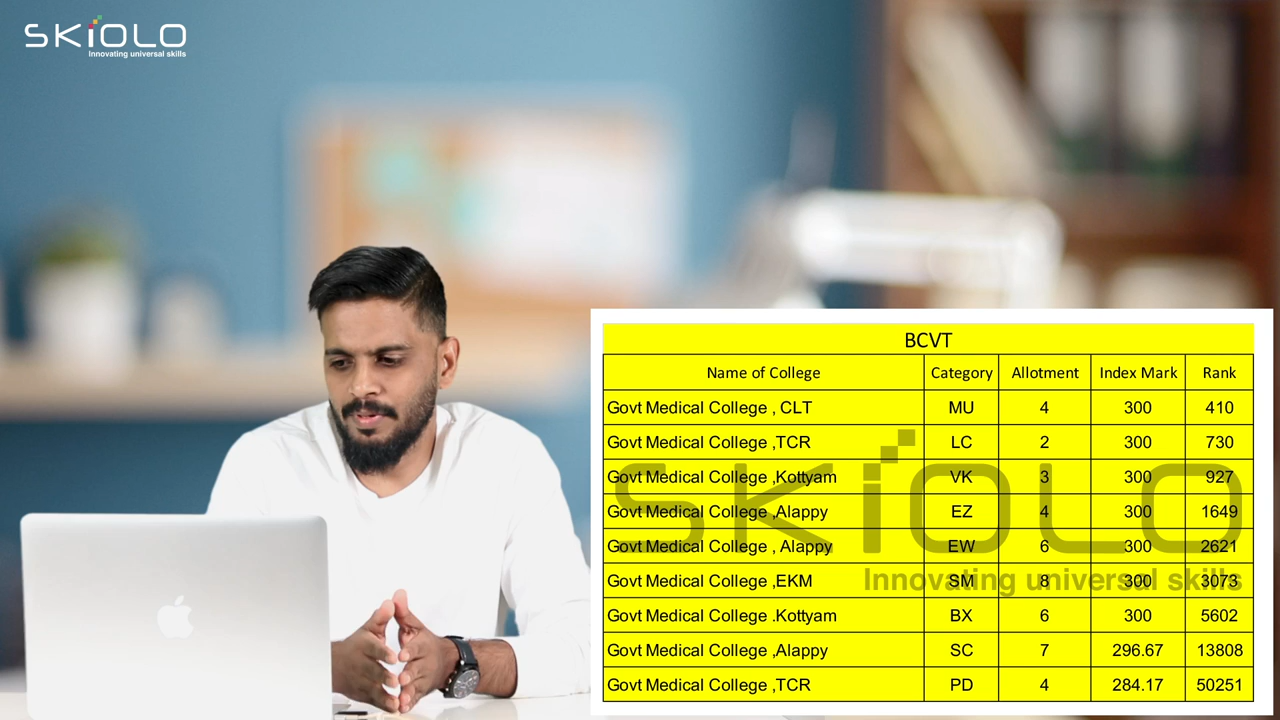 SKiOLO
Innovating universal skills
BCVT
Name of College Category Allotment Index Mark Rank
Govt Medical College , CLT MU 4 300 410
Govt Medical College ,TCR LC 2 300 730
Govt Medical College ,Kottyam VK 3 300 927
Govt Medical College ,Alappy EZ 4 300 1649
Govt Medical College , Alappy EW 6 300 2621
Govt Medical College ,EKM SM 8 300 3073
Govt Medical College .Kottyam BX 6 300 5602
Govt Medical College ,Alappy SC 7 296.67 13808
Govt Medical College ,TCR PD 4 284.17 50251
SKiOLO
Innovating universal skills